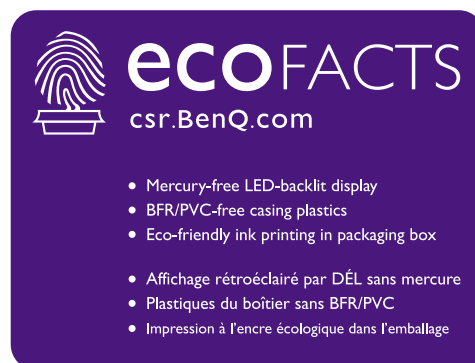 ecoFACTS
csr.BenQ.com
• Mercury-free LED-backlit display
• BFR/PVC-free casing plastics
• Eco-friendly ink printing in packaging box
• Affichage rétroéclairé par DÉL sans mercure
• Plastiques du boîtier sans BFR/PVC
• Impression à l'encre écologique dans l'emballage